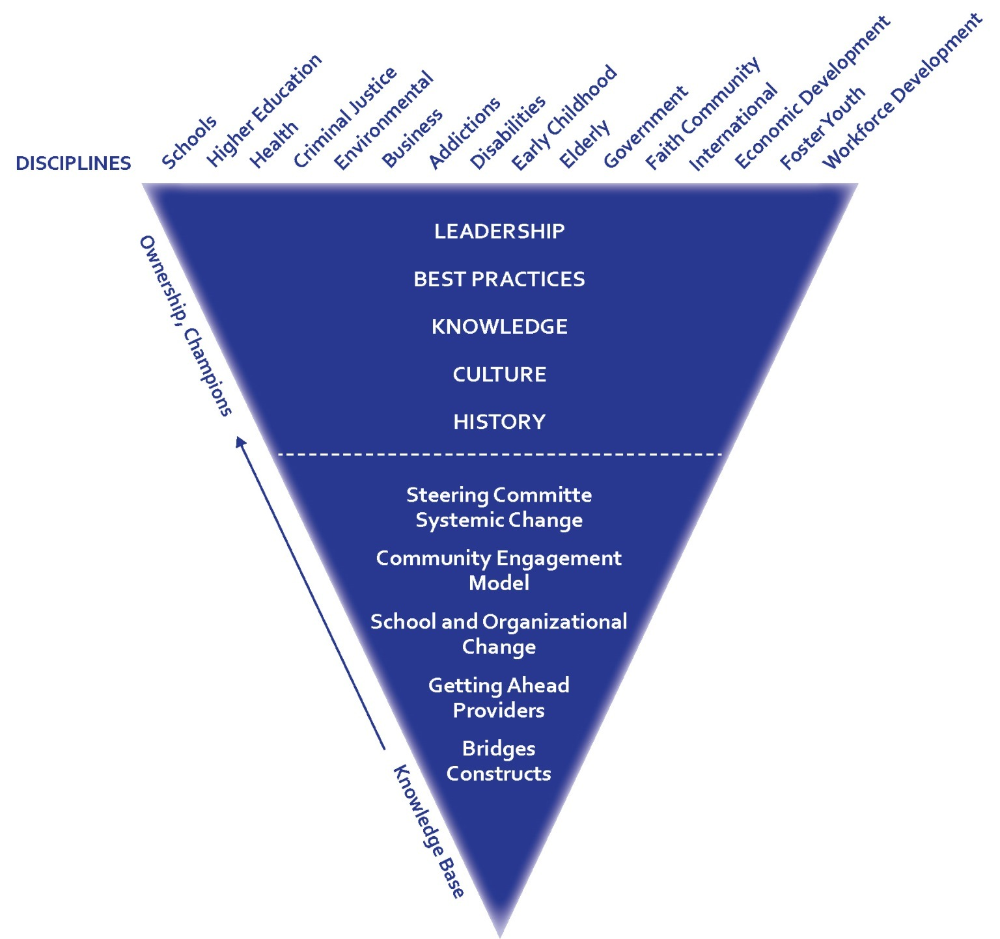 DISCIPLINES
Schools
Higher Education
Health
Criminal Justice
Environmental
Business
Addictions
Disabilities
Early Childhood
Elderly
Government
Faith Community
International
Economic Development
Foster Youth
Workforce Development
LEADERSHIP
BEST PRACTICES
KNOWLEDGE
CULTURE
HISTORY
Ownership, Champions
Steering Committe
Systemic Change
Community Engagement
Model
School and Organizational
Change
Getting Ahead
Providers
Bridges
Constructs
Knowledge Base